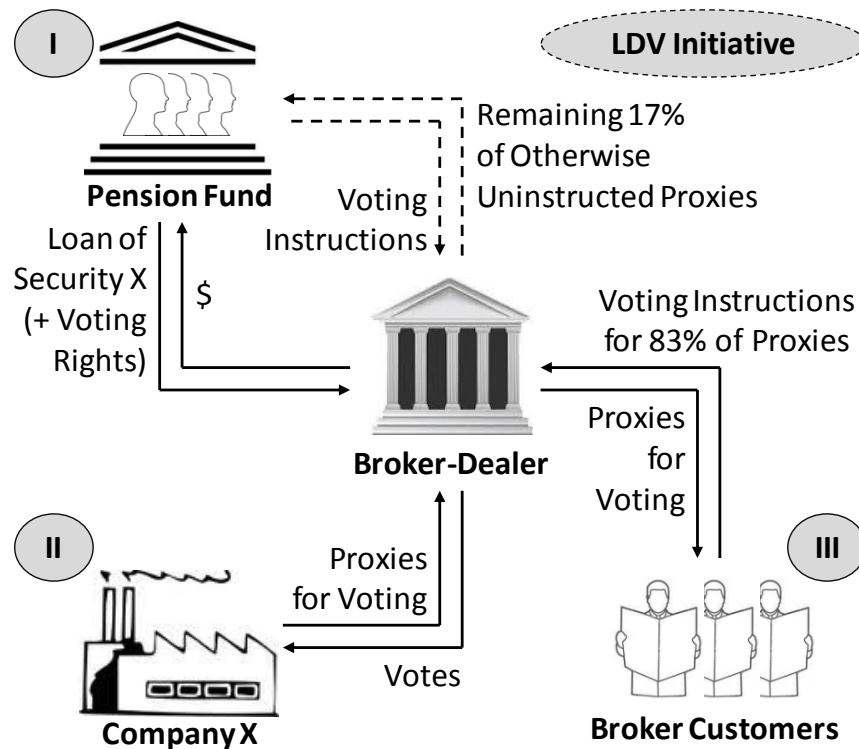 I
LDV Initiative
Pension Fund
Remaining 17%
of Otherwise
Uninstructed Proxies
Voting
Instructions
Loan of
Security X
(+ Voting
Rights)
$
Voting Instructions
for 83% of Proxies
Broker-Dealer
Proxies
for
Voting
II
Proxies
for Voting
III
Votes
Company X
Broker Customers